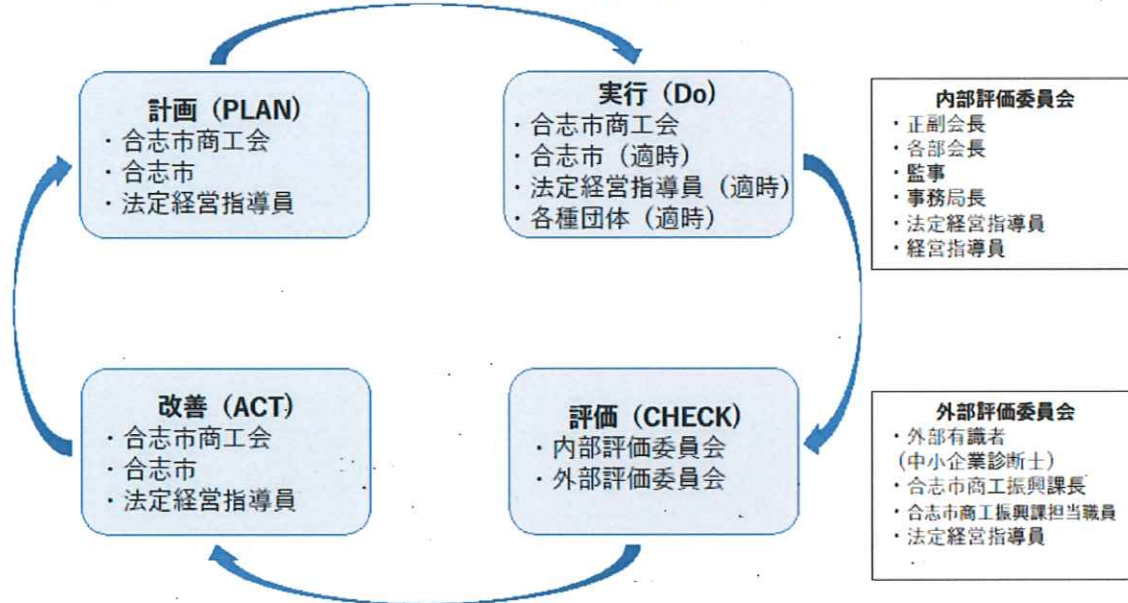 計画（PLAN）
・合志市商工会
・合志市
・法定経営指導員
実行（Do）
・合志市商工会
・合志市（適時）
・法定経営指導員（適時）
・各種団体（適時）
内部評価委員会
・正副会長
・各部会長
・監事
・事務局長
・法定経営指導員
・経営指導員
改善（ACT）
・合志市商工会
・合志市
・法定経営指導員
評価（CHECK）
・内部評価委員会
・外部評価委員会
外部評価委員会
・外部有識者
（中小企業診断士）
・合志市商工振興課長
・合志市商工振興課担当職員
・法定経営指導員